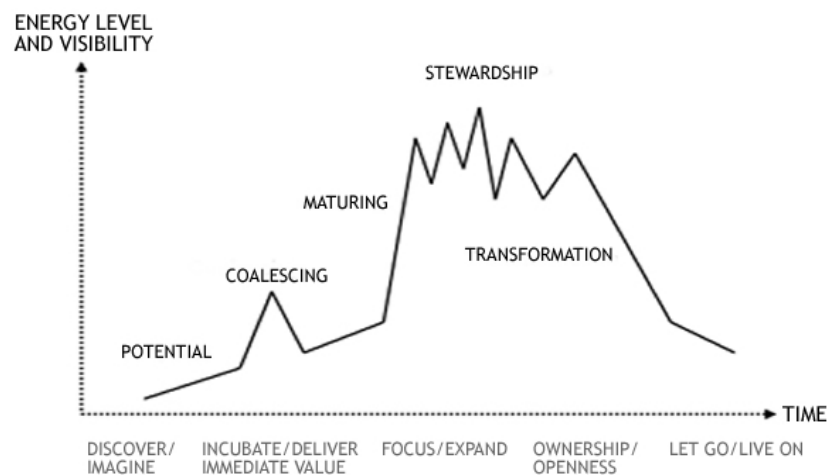 ENERGY LEVEL
AND VISIBILITY
STEWARDSHIP
MATURING
TRANSFORMATION
COALESCING
POTENTIAL
TIME
DISCOVER/
IMAGINE
INCUBATE/DELIVER
IMMEDIATE VALUE
FOCUS/EXPAND
OWNERSHIP/
OPENNESS
LET GO/LIVE ON